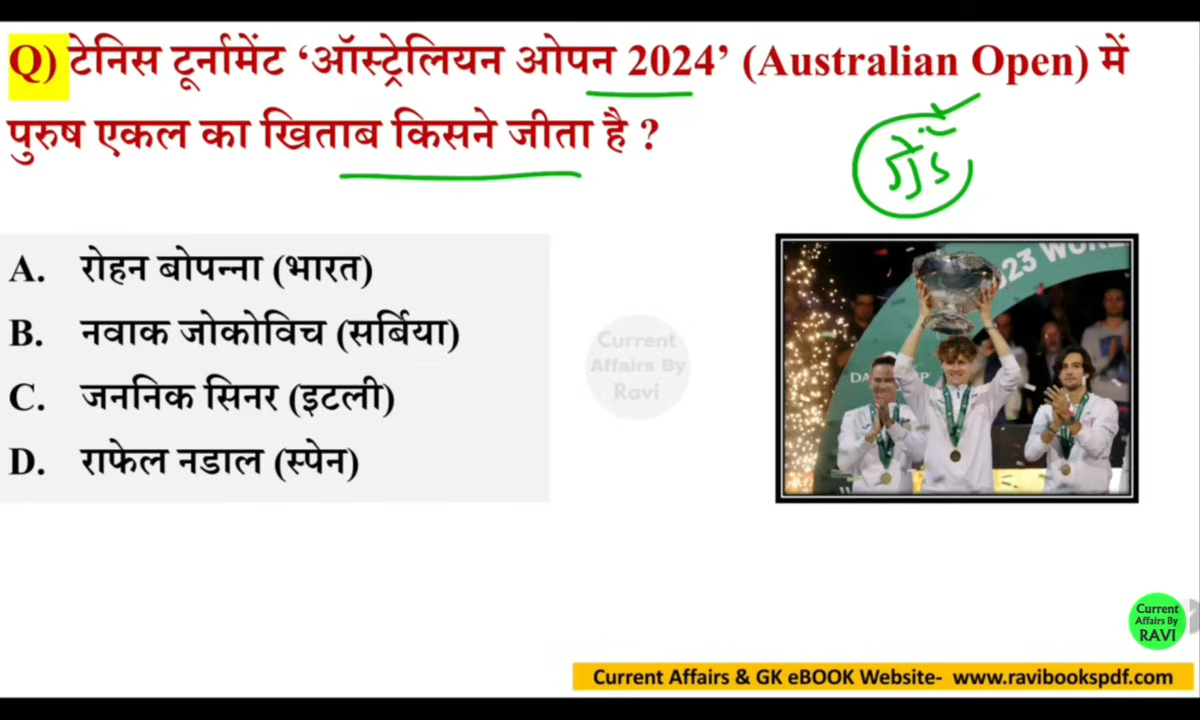 Q) टेनिस टूर्नामेंट ‘ऑस्ट्रेलियन ओपन 2024’ (Australian Open) में
पुरुष एकल का खिताब किसने जीता है ?
A. रोहन बोपन्ना (भारत)
B. नवाक जोकोविच (सर्बिया)
C. जननिक सिनर (इटली)
D. राफेल नडाल (स्पेन)
Current
Affairs By
Ravi
Current
Affairs By
RAVI
Current Affairs & GK eBOOK Website- www.ravibookspdf.com